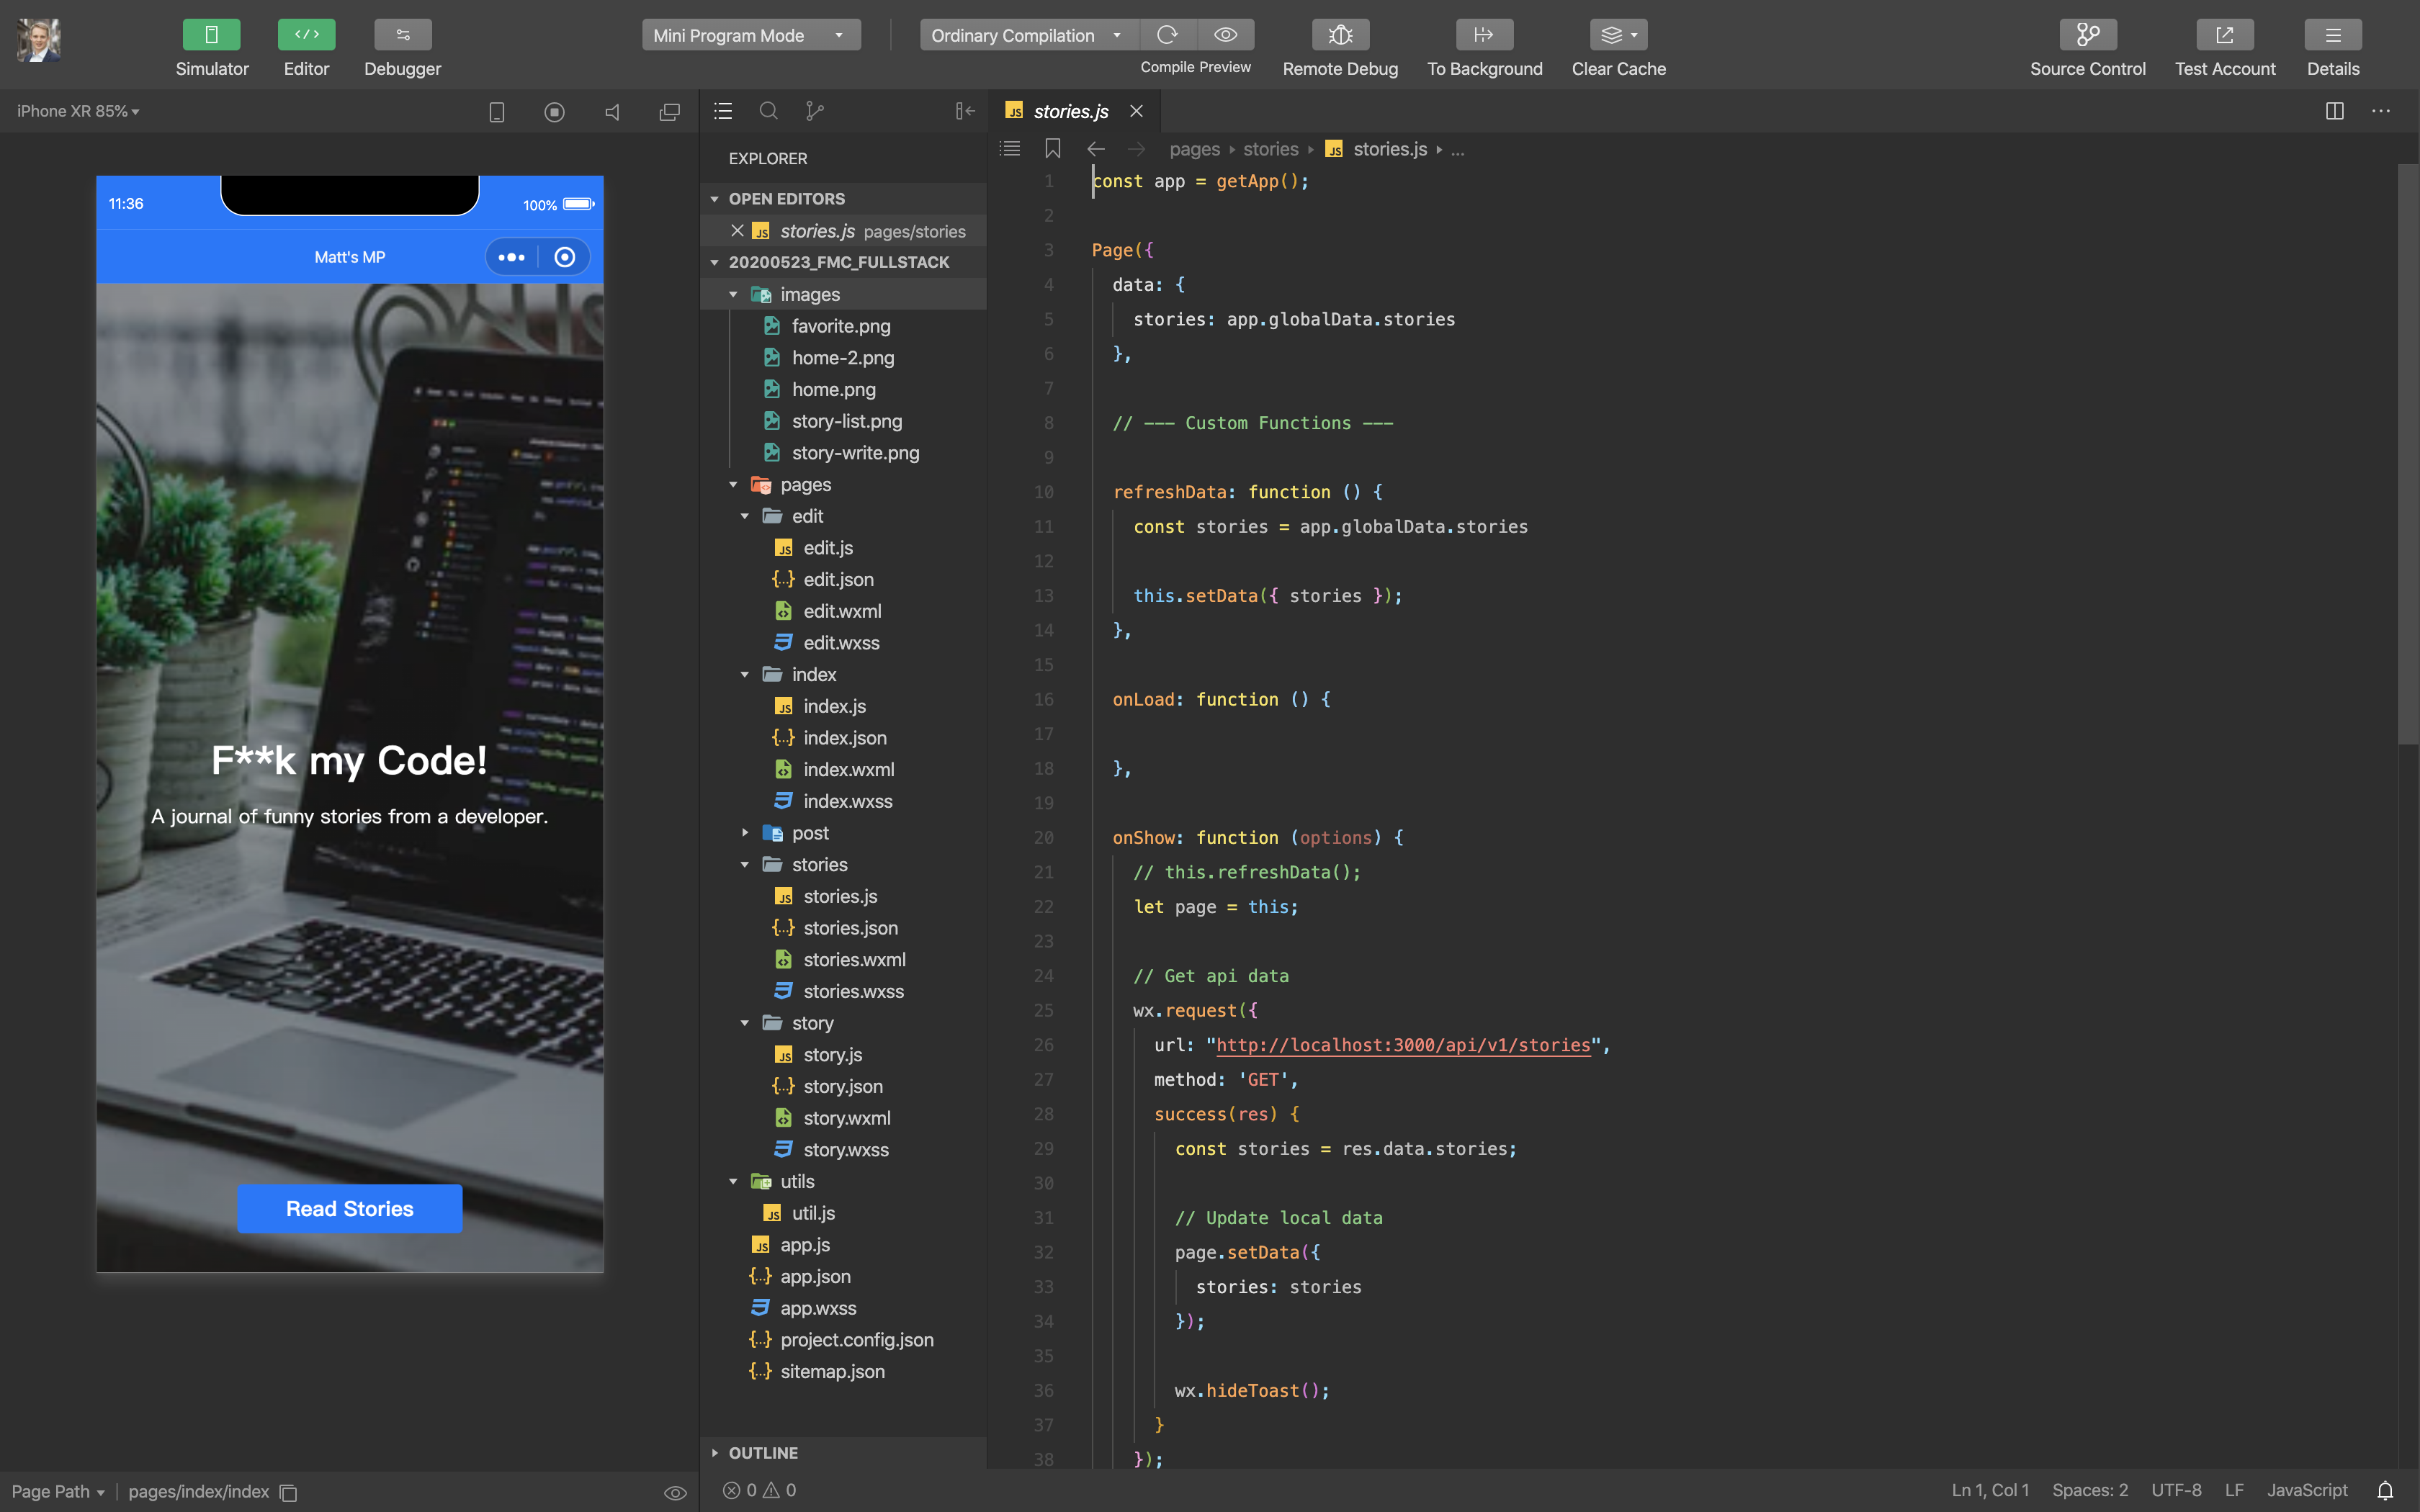 Simulator
Editor
Debugger
Mini Program Mode
Ordinary Compilation
Compile Preview
Remote Debug
To Background
Clear Cache
Source Control
Test Account
Details
iPhone XR 85%
11:36
100%
Matt's MP
F**k my Code!
A journal of funny stories from a developer.
Read Stories
Page Path
pages/index/index
EXPLORER
OPEN EDITORS
stories.js pages/stories
20200523_FMC_FULLSTACK
images
favorite.png
home-2.png
home.png
story-list.png
story-write.png
pages
edit
JS edit.js
{..} edit.json
edit.wxml
edit.wxss
index
JS index.js
{..} index.json
index.wxml
index.wxss
post
stories
JS stories.js
{..} stories.json
stories.wxml
stories.wxss
story
JS story.js
{..} story.json
story.wxml
story.wxss
utils
JS util.js
JS app.js
{..} app.json
app.wxss
{..} project.config.json
{..} sitemap.json
OUTLINE
0 0
JS stories.js
pages stories JS stories.js ...
1 const app = getApp();
2
3 Page({
4 data: {
5 stories: app.globalData.stories
6 },
7
8 // --- Custom Functions ---
9
10 refreshData: function () {
11 const stories = app.globalData.stories
12
13 this.setData({ stories });
14 },
15
16 onLoad: function () {
17
18 },
19
20 onShow: function (options) {
21 // this.refreshData();
22 let page = this;
23
24 // Get api data
25 wx.request({
26 url: "http://localhost:3000/api/v1/stories",
27 method: 'GET',
28 success(res) {
29 const stories = res.data.stories;
30
31 // Update local data
32 page.setData({
33 stories: stories
34 });
35
36 wx.hideToast();
37 }
38 });
Ln 1, Col 1
Spaces: 2
UTF-8
LF
JavaScript